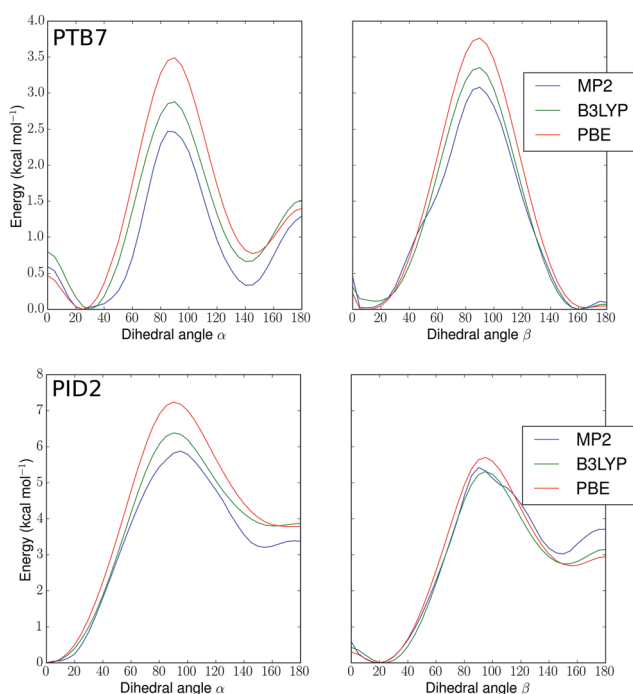 PTB7
4.0
3.5
3.0
2.5
2.0
1.5
1.0
0.5
0.0
Energy (kcal mol⁻¹)
0 20 40 60 80 100 120 140 160 180
Dihedral angle α
MP2
B3LYP
PBE
0 20 40 60 80 100 120 140 160 180
Dihedral angle β
PID2
8
7
6
5
4
3
2
1
0
Energy (kcal mol⁻¹)
0 20 40 60 80 100 120 140 160 180
Dihedral angle α
MP2
B3LYP
PBE
0 20 40 60 80 100 120 140 160 180
Dihedral angle β